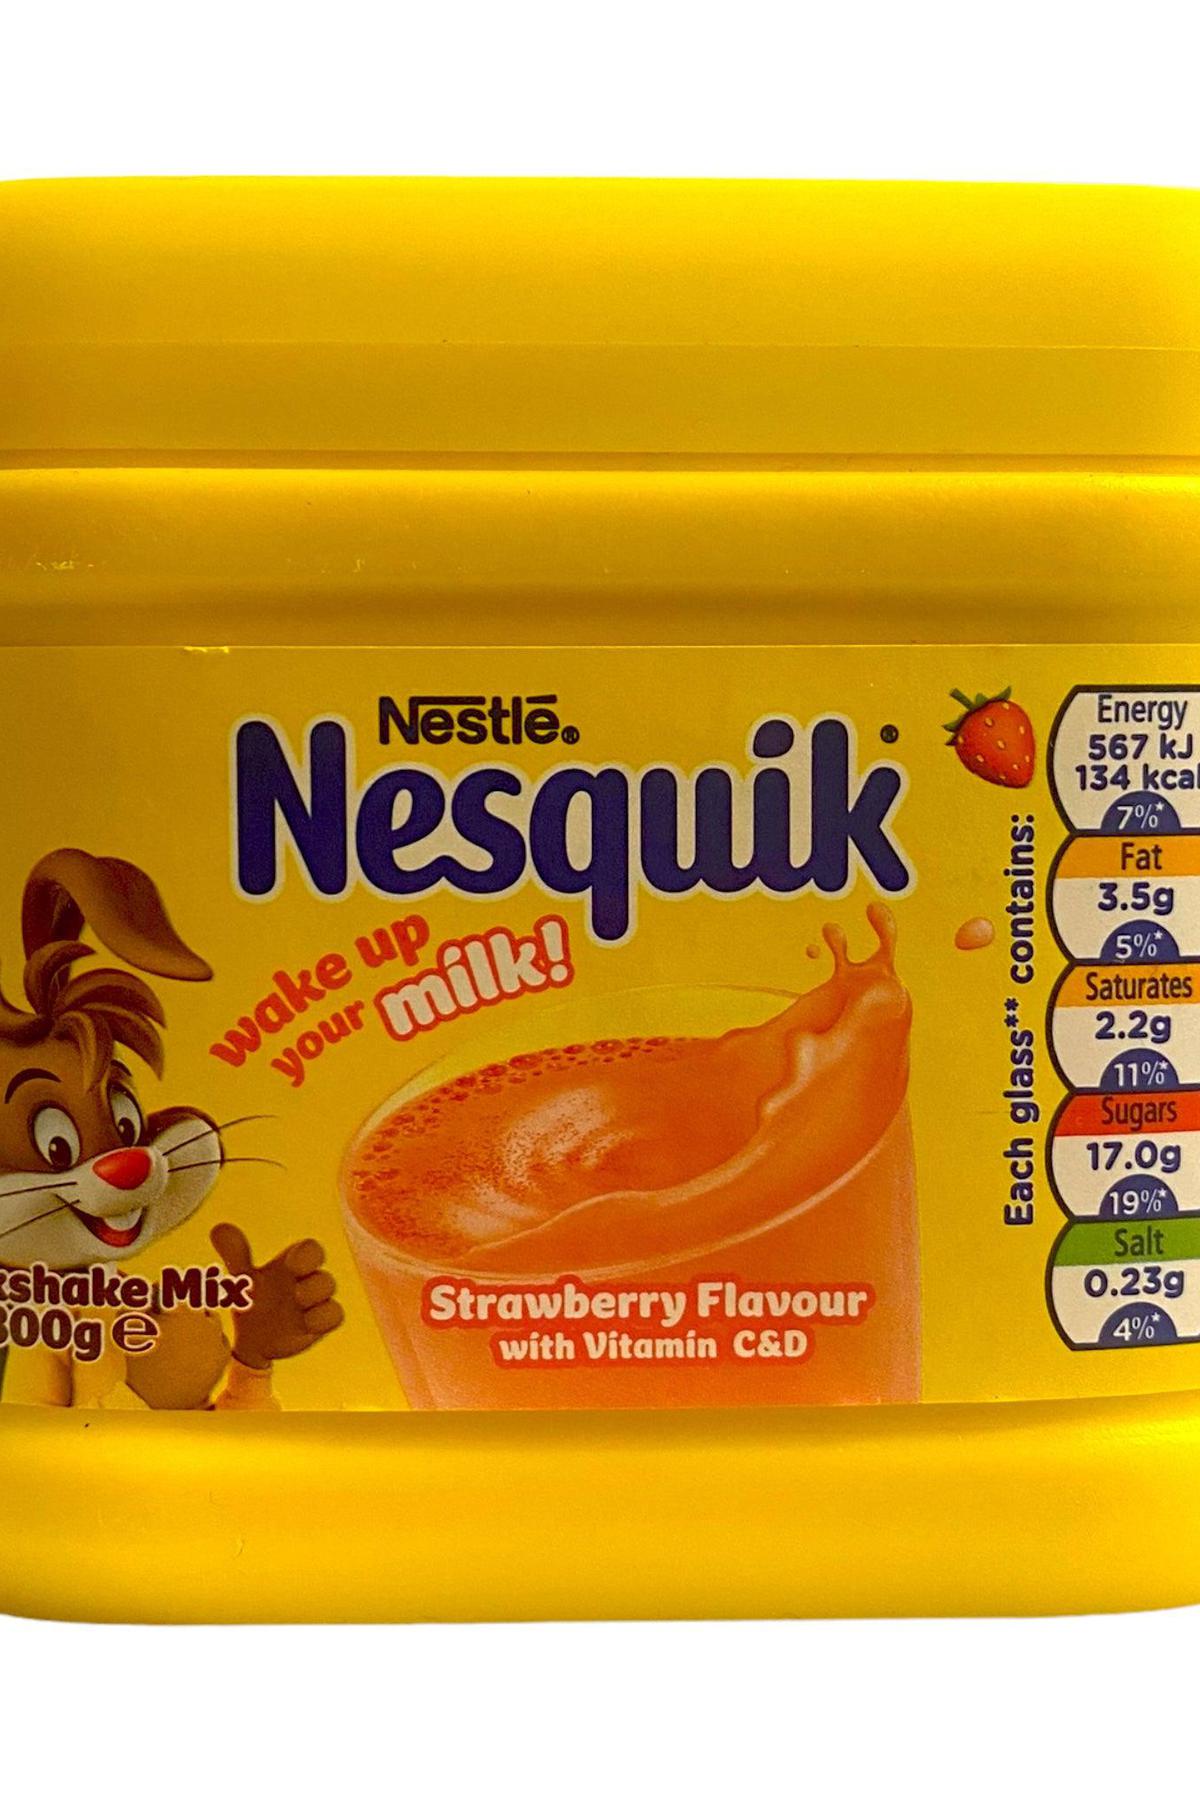 Nestlé®
Nesquik®
wake up
your milk!
Mix
e
Strawberry Flavour
with Vitamin C&D
Each glass** contains:
Energy
567 kJ
134 kcal
7%*
Fat
3.5g
5%*
Saturates
2.2g
11%*
Sugars
17.0g
19%*
Salt
0.23g
4%*